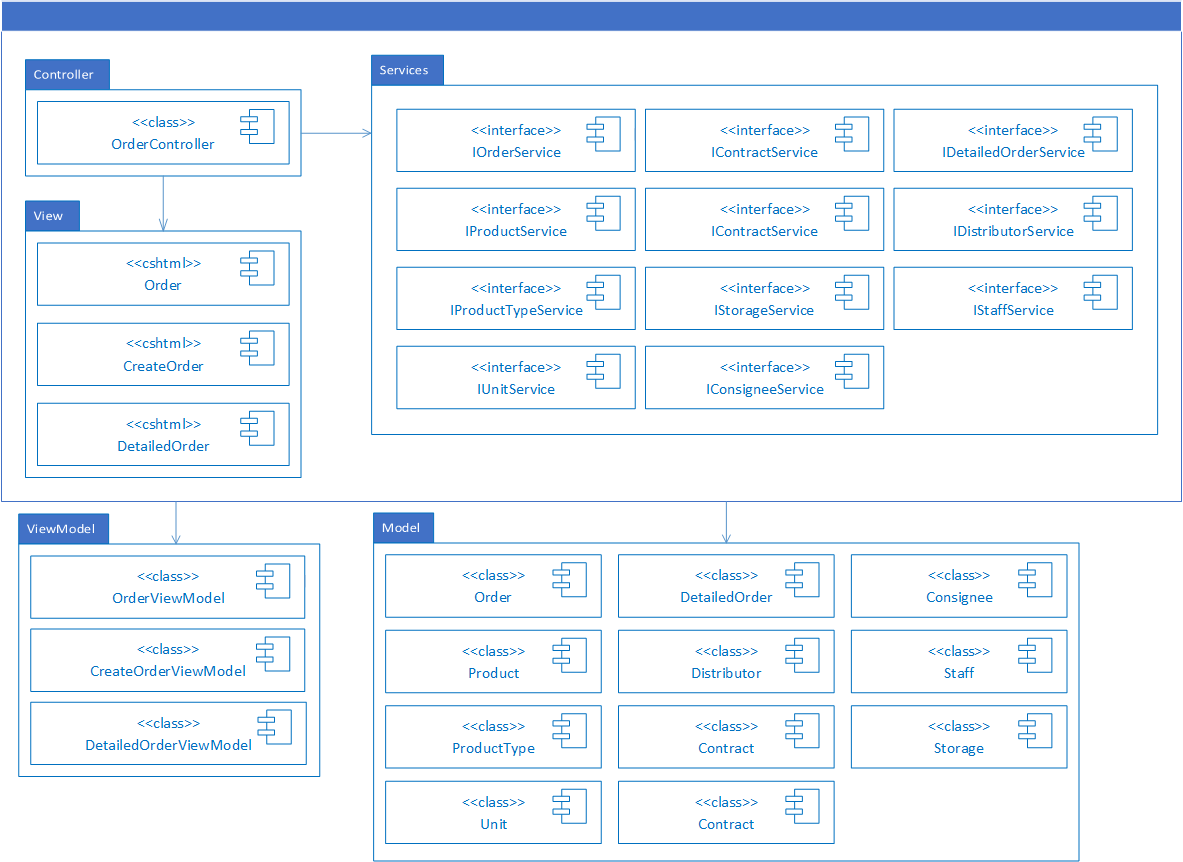 Controller
<<class>>
OrderController
View
<<cshtml>>
Order
<<cshtml>>
CreateOrder
<<cshtml>>
DetailedOrder
Services
<<interface>>
IOrderService
<<interface>>
IContractService
<<interface>>
IDetailedOrderService
<<interface>>
IProductService
<<interface>>
IContractService
<<interface>>
IDistributorService
<<interface>>
IProductTypeService
<<interface>>
IStorageService
<<interface>>
IStaffService
<<interface>>
IUnitService
<<interface>>
IConsigneeService
ViewModel
<<class>>
OrderViewModel
<<class>>
CreateOrderViewModel
<<class>>
DetailedOrderViewModel
Model
<<class>>
Order
<<class>>
DetailedOrder
<<class>>
Consignee
<<class>>
Product
<<class>>
Distributor
<<class>>
Staff
<<class>>
ProductType
<<class>>
Contract
<<class>>
Storage
<<class>>
Unit
<<class>>
Contract